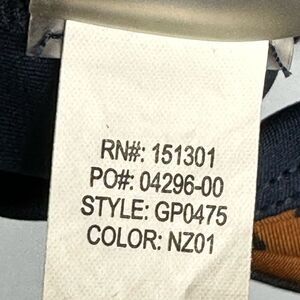 RN#: 151301
PO#: 04296-00
STYLE: GP0475
COLOR: NZ01